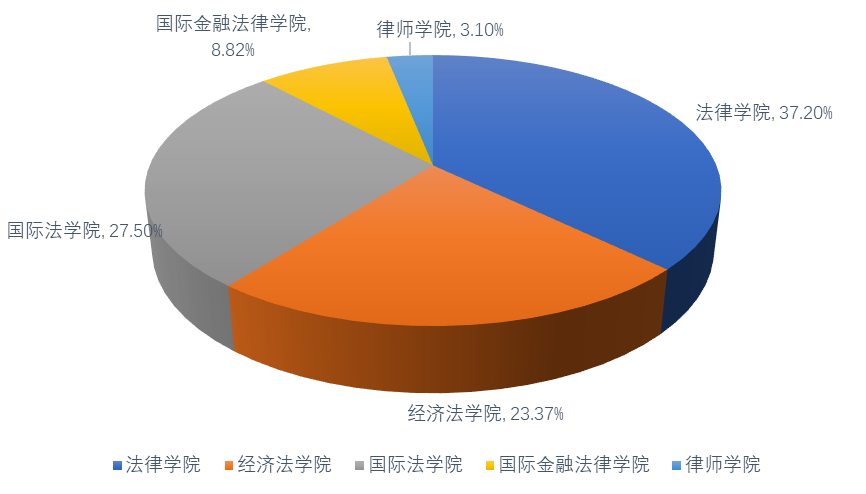 国际金融法律学院,
8.82%
律师学院, 3.10%
法律学院, 37.20%
国际法学院, 27.50%
经济法学院, 23.37%
法律学院 经济法学院 国际法学院 国际金融法律学院 律师学院